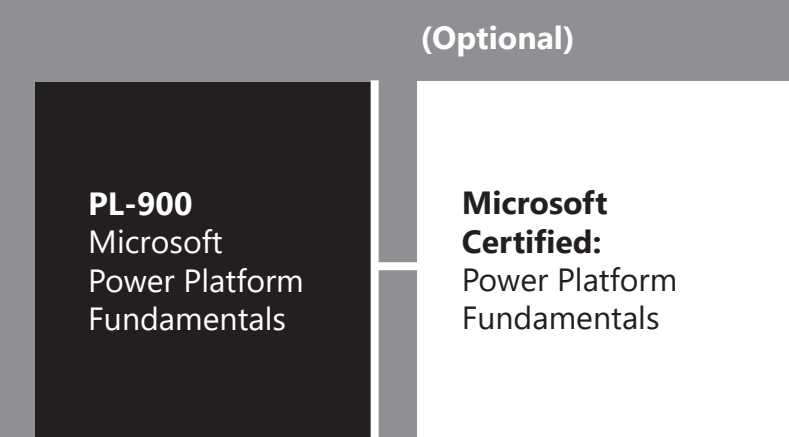 (Optional)
PL-900
Microsoft
Power Platform
Fundamentals
Microsoft
Certified:
Power Platform
Fundamentals